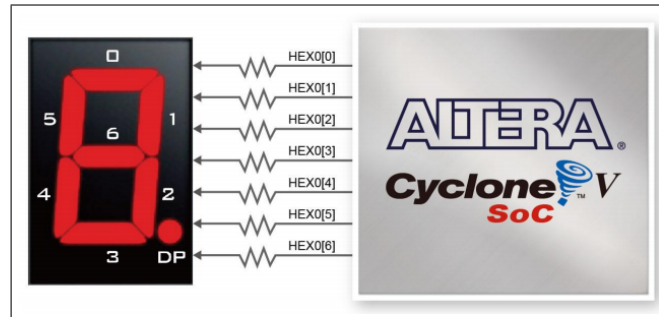 0
5
1
6
4
2
3
DP
HEX0[0]
HEX0[1]
HEX0[2]
HEX0[3]
HEX0[4]
HEX0[5]
HEX0[6]
ALTERA®
Cyclone™ V
SoC